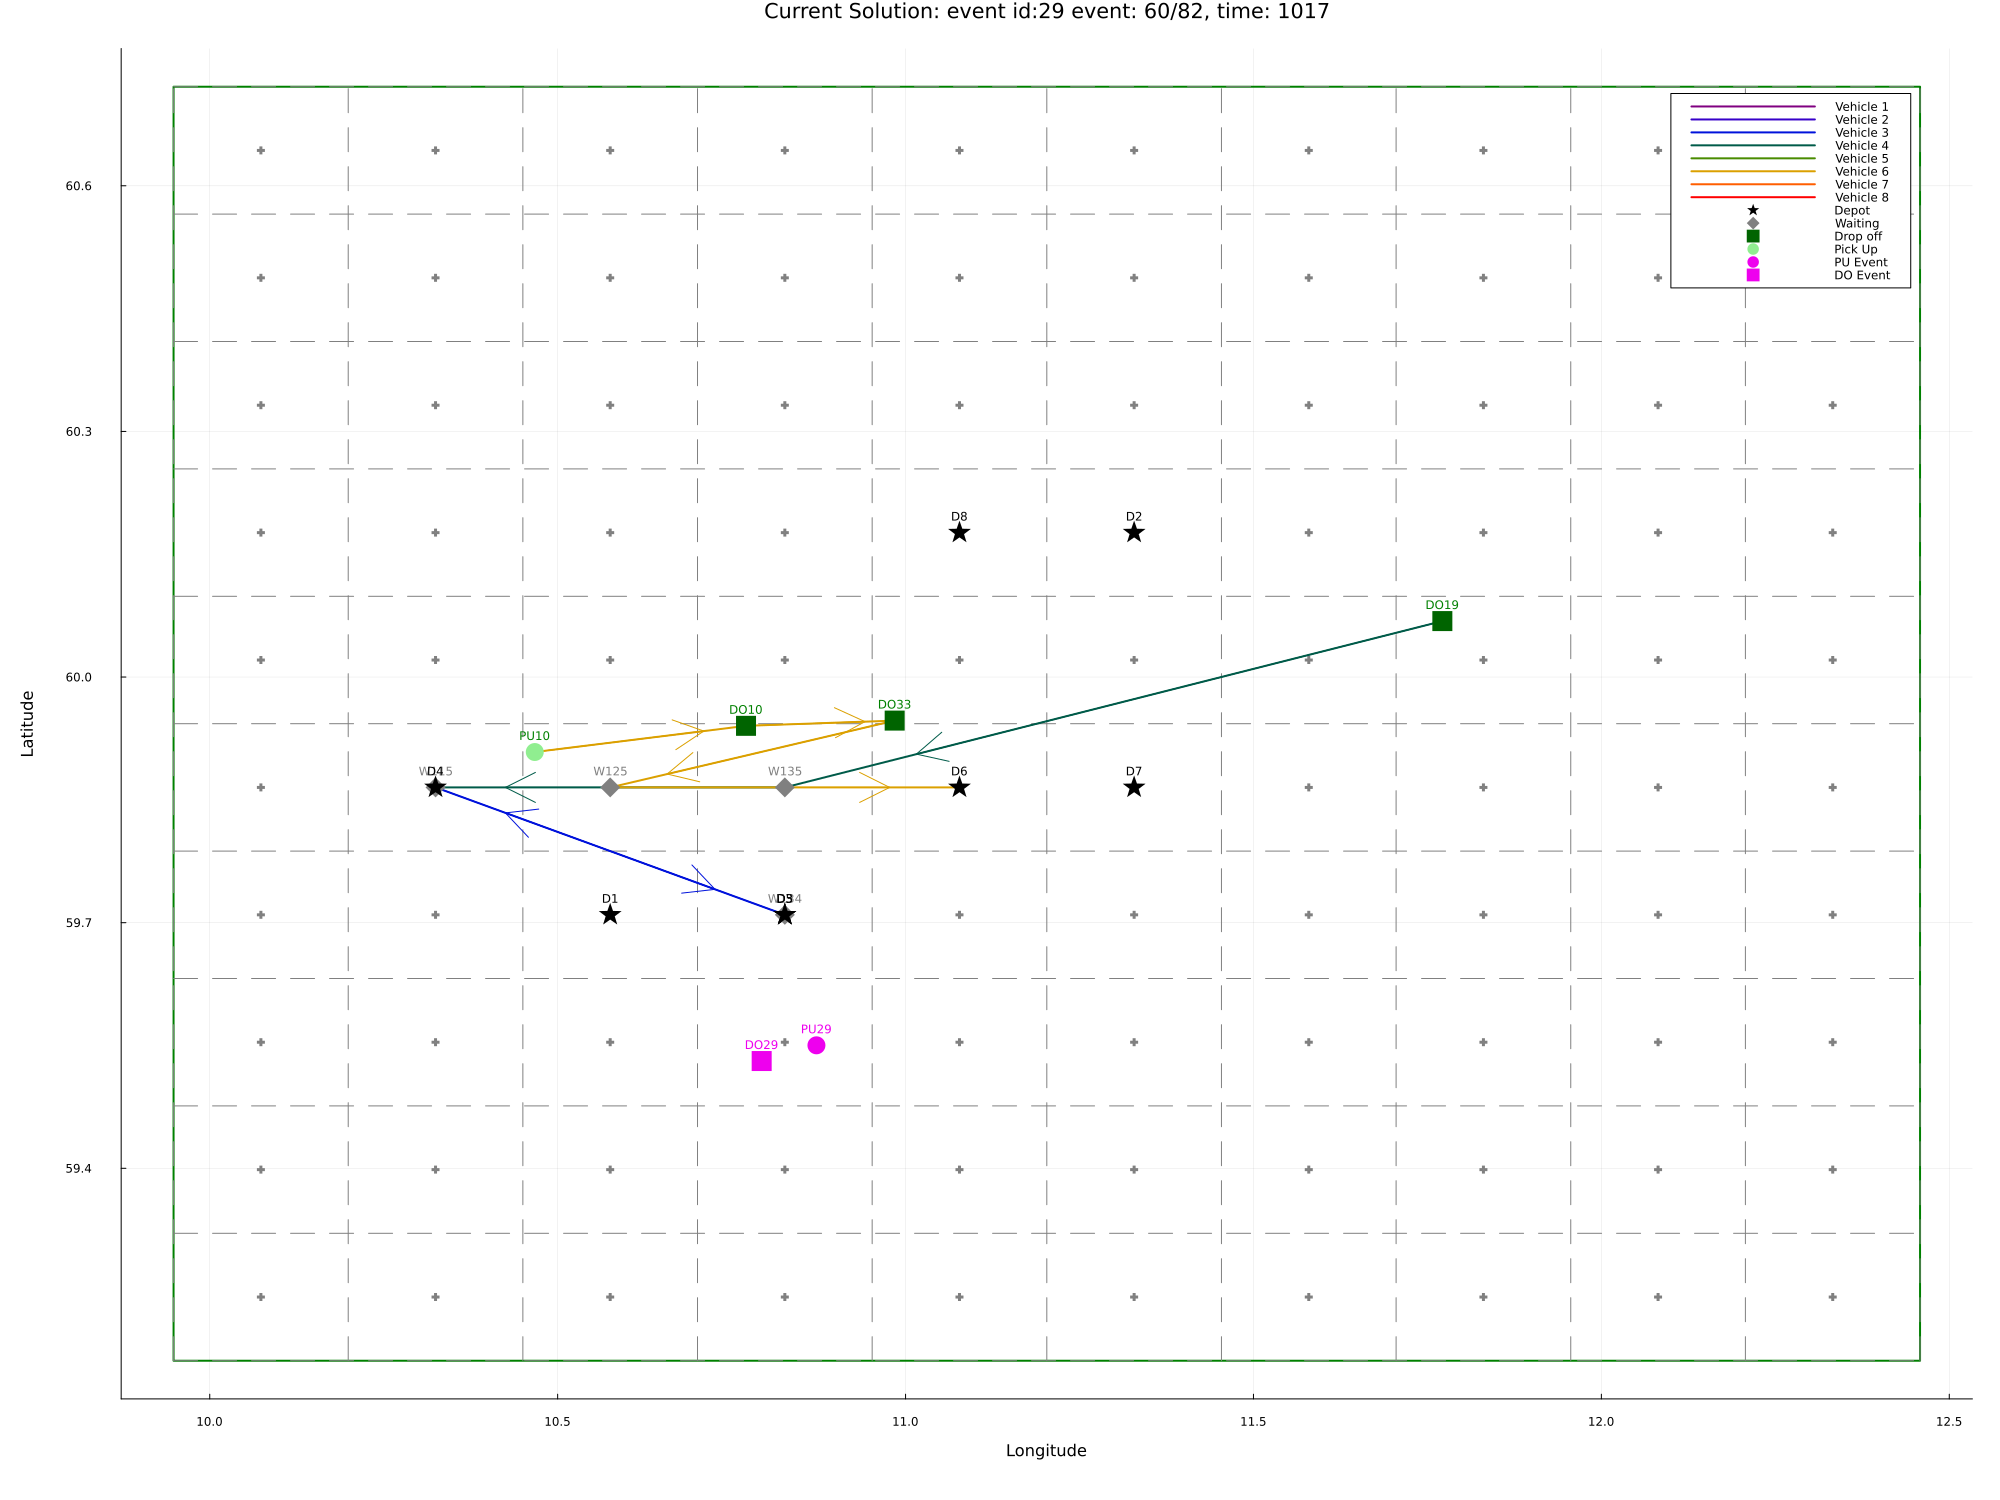 Current Solution: event id:29 event: 60/82, time: 1017
Vehicle 1
Vehicle 2
Vehicle 3
Vehicle 4
Vehicle 5
Vehicle 6
Vehicle 7
Vehicle 8
Depot
Waiting
Drop off
Pick Up
PU Event
DO Event
60.6
60.3
60.0
59.7
59.4
Latitude
D8
D2
DO19
DO33
DO10
PU10
D4
W125
W135
D6
D7
D1
PU29
DO29
10.0
10.5
11.0
11.5
12.0
12.5
Longitude